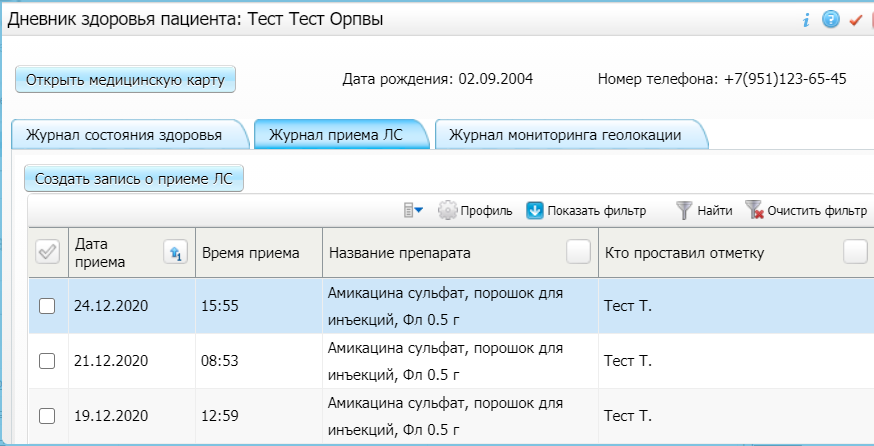 Дневник здоровья пациента: Тест Тест Орпвы
Открыть медицинскую карту
Дата рождения: 02.09.2004
Номер телефона: +7(951)123-65-45
Журнал состояния здоровья
Журнал приема ЛС
Журнал мониторинга геолокации
Создать запись о приеме ЛС
Профиль
Показать фильтр
Найти
Очистить фильтр
Дата
приема
1
Время приема
Название препарата
Кто проставил отметку
24.12.2020
15:55
Амикацина сульфат, порошок для
инъекций, Фл 0.5 г
Тест Т.
21.12.2020
08:53
Амикацина сульфат, порошок для
инъекций, Фл 0.5 г
Тест Т.
19.12.2020
12:59
Амикацина сульфат, порошок для
инъекций, Фл 0.5 г
Тест Т.